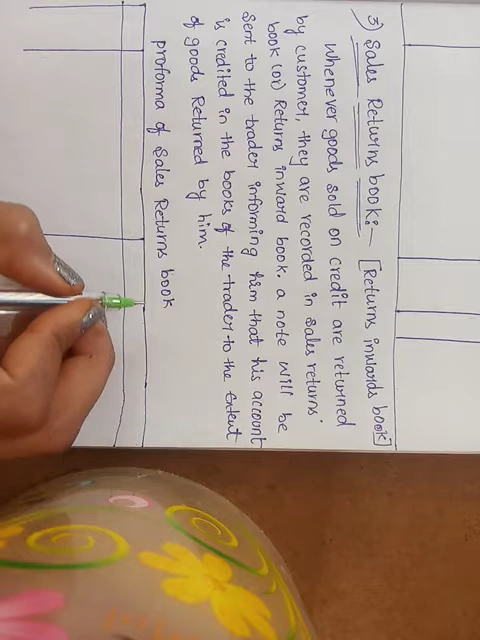 3) Sales Returns book:- [Returns inwards book]
Whenever goods sold on credit are returned
by customer, they are recorded in sales returns
book (or) Returns inward book. a note will be
sent to the trader informing him that his account
is credited in the books of the trader to the extent
of goods Returned by him.
proforma of Sales Returns book